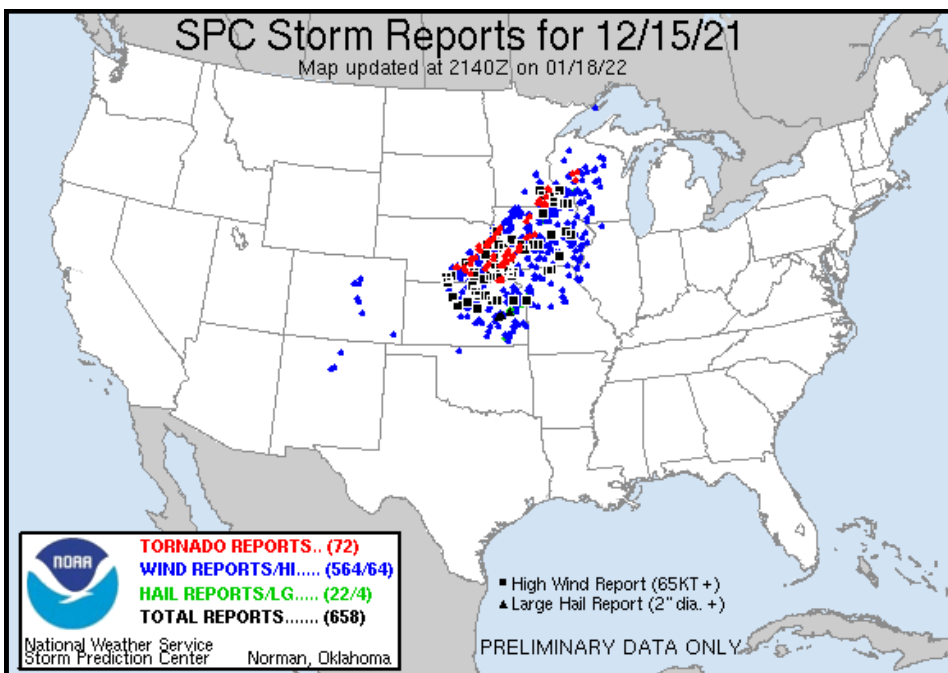 SPC Storm Reports for 12/15/21
Map updated at 2140Z on 01/18/22
NOAA
TORNADO REPORTS.. (72)
WIND REPORTS/HI..... (564/64)
HAIL REPORTS/LG..... (22/4)
TOTAL REPORTS....... (658)
National Weather Service
Storm Prediction Center Norman, Oklahoma
High Wind Report (65KT +)
Large Hail Report (2" dia. +)
PRELIMINARY DATA ONLY